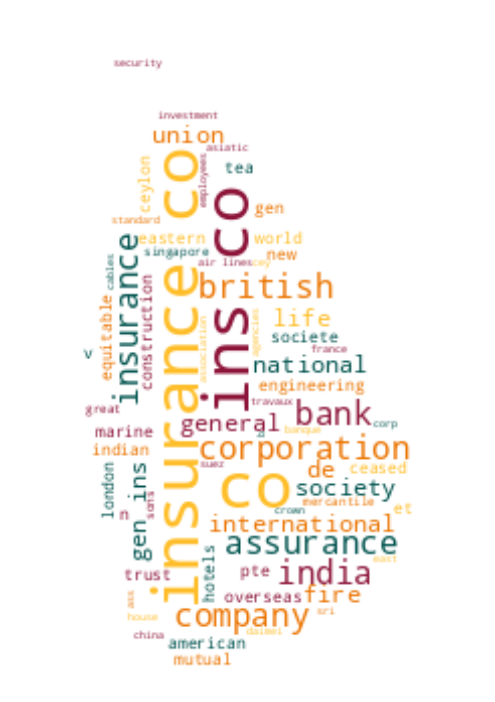 security
investment
union
asiatic
employees
ceylon
tea
co
co
gen
standard
eastern
world
singapore
new
insurance
cables
air lines
cey
british
construction
equitable
insurance
ins
life
association
agencies
societe
v
france
national
engineering
travaux
great
bank
general
corp
marine
banque
corporation
indian
suez
de
ceased
london
gen ins
sons
co
society
mercantile
n
crown
et
international
assurance
east
hotels
trust
pte
india
ass
overseas
fire
house
company
sri
china
daimei
american
mutual